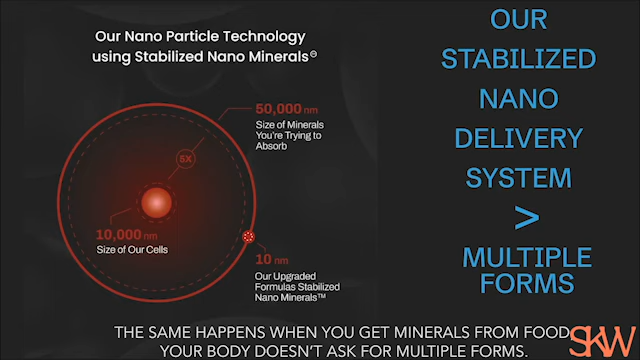 Our Nano Particle Technology
using Stabilized Nano Minerals℠
50,000 nm
Size of Minerals
You're Trying to
Absorb
5X
10,000 nm
Size of Our Cells
10 nm
Our Upgraded
Formulas Stabilized
Nano Minerals™
OUR
STABILIZED
NANO
DELIVERY
SYSTEM
>
MULTIPLE
FORMS
THE SAME HAPPENS WHEN YOU GET MINERALS FROM FOOD.
YOUR BODY DOESN'T ASK FOR MULTIPLE FORMS.
SKW